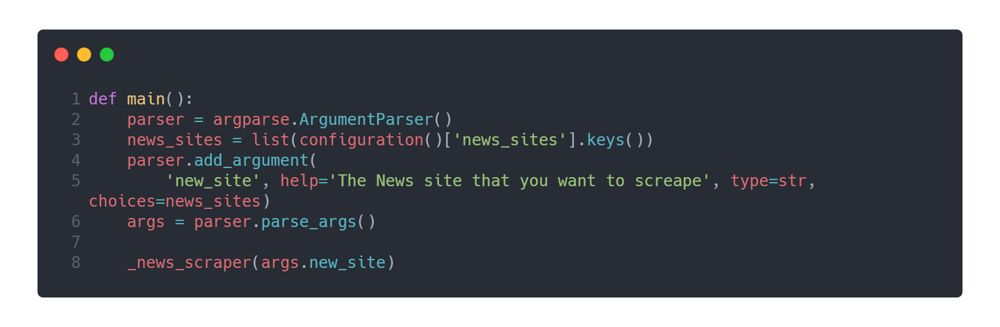 1 def main():
2     parser = argparse.ArgumentParser()
3     news_sites = list(configuration()['news_sites'].keys())
4     parser.add_argument(
5         'new_site', help='The News site that you want to screape', type=str,
choices=news_sites)
6     args = parser.parse_args()
7
8     _news_scraper(args.new_site)